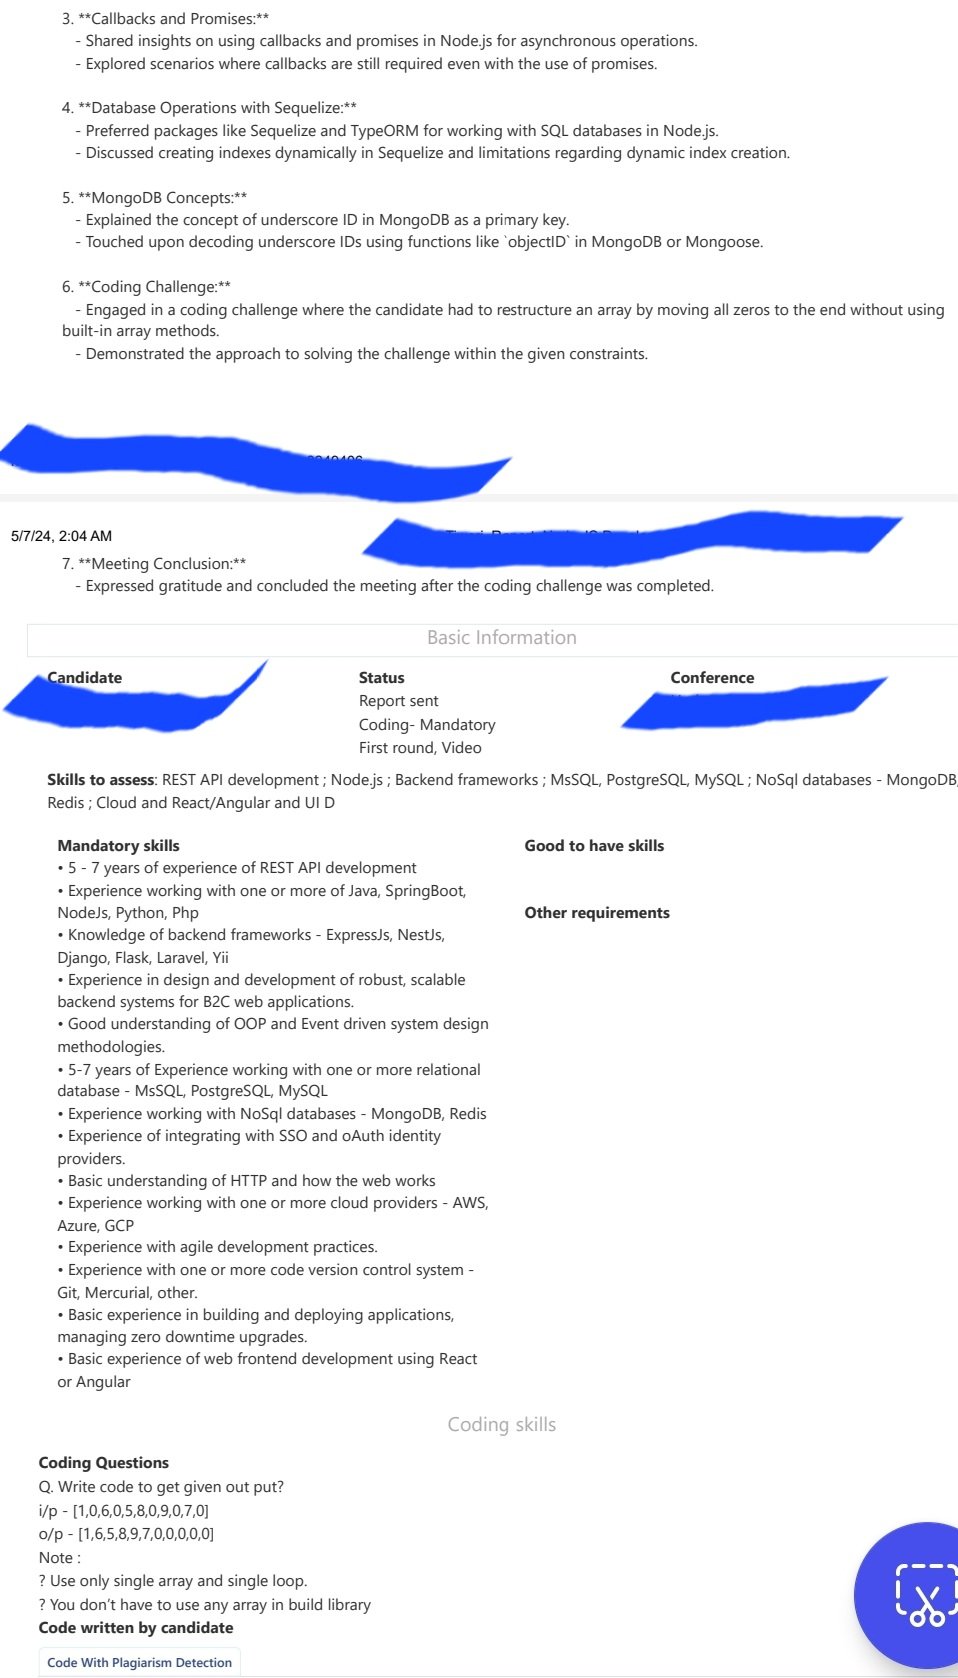 3. **Callbacks and Promises:**
- Shared insights on using callbacks and promises in Node.js for asynchronous operations.
- Explored scenarios where callbacks are still required even with the use of promises.
4. **Database Operations with Sequelize:**
- Preferred packages like Sequelize and TypeORM for working with SQL databases in Node.js.
- Discussed creating indexes dynamically in Sequelize and limitations regarding dynamic index creation.
5. **MongoDB Concepts:**
- Explained the concept of underscore ID in MongoDB as a primary key.
- Touched upon decoding underscore IDs using functions like `objectID` in MongoDB or Mongoose.
6. **Coding Challenge:**
- Engaged in a coding challenge where the candidate had to restructure an array by moving all zeros to the end without using
built-in array methods.
- Demonstrated the approach to solving the challenge within the given constraints.
5/7/24, 2:04 AM
7. **Meeting Conclusion:**
- Expressed gratitude and concluded the meeting after the coding challenge was completed.
Basic Information
Candidate
Status
Conference
Report sent
Coding- Mandatory
First round, Video
Skills to assess: REST API development ; Node.js ; Backend frameworks ; MsSQL, PostgreSQL, MySQL ; NoSql databases - MongoDB,
Redis ; Cloud and React/Angular and UI D
Mandatory skills
• 5 - 7 years of experience of REST API development
• Experience working with one or more of Java, SpringBoot,
NodeJs, Python, Php
• Knowledge of backend frameworks - ExpressJs, NestJs,
Django, Flask, Laravel, Yii
• Experience in design and development of robust, scalable
backend systems for B2C web applications.
• Good understanding of OOP and Event driven system design
methodologies.
• 5-7 years of Experience working with one or more relational
database - MsSQL, PostgreSQL, MySQL
• Experience working with NoSql databases - MongoDB, Redis
• Experience of integrating with SSO and oAuth identity
providers.
• Basic understanding of HTTP and how the web works
• Experience working with one or more cloud providers - AWS,
Azure, GCP
• Experience with agile development practices.
• Experience with one or more code version control system -
Git, Mercurial, other.
• Basic experience in building and deploying applications,
managing zero downtime upgrades.
• Basic experience of web frontend development using React
or Angular
Good to have skills
Other requirements
Coding skills
Coding Questions
Q. Write code to get given out put?
i/p - [1,0,6,0,5,8,0,9,0,7,0]
o/p - [1,6,5,8,9,7,0,0,0,0,0]
Note :
? Use only single array and single loop.
? You don't have to use any array in build library
Code written by candidate
Code With Plagiarism Detection